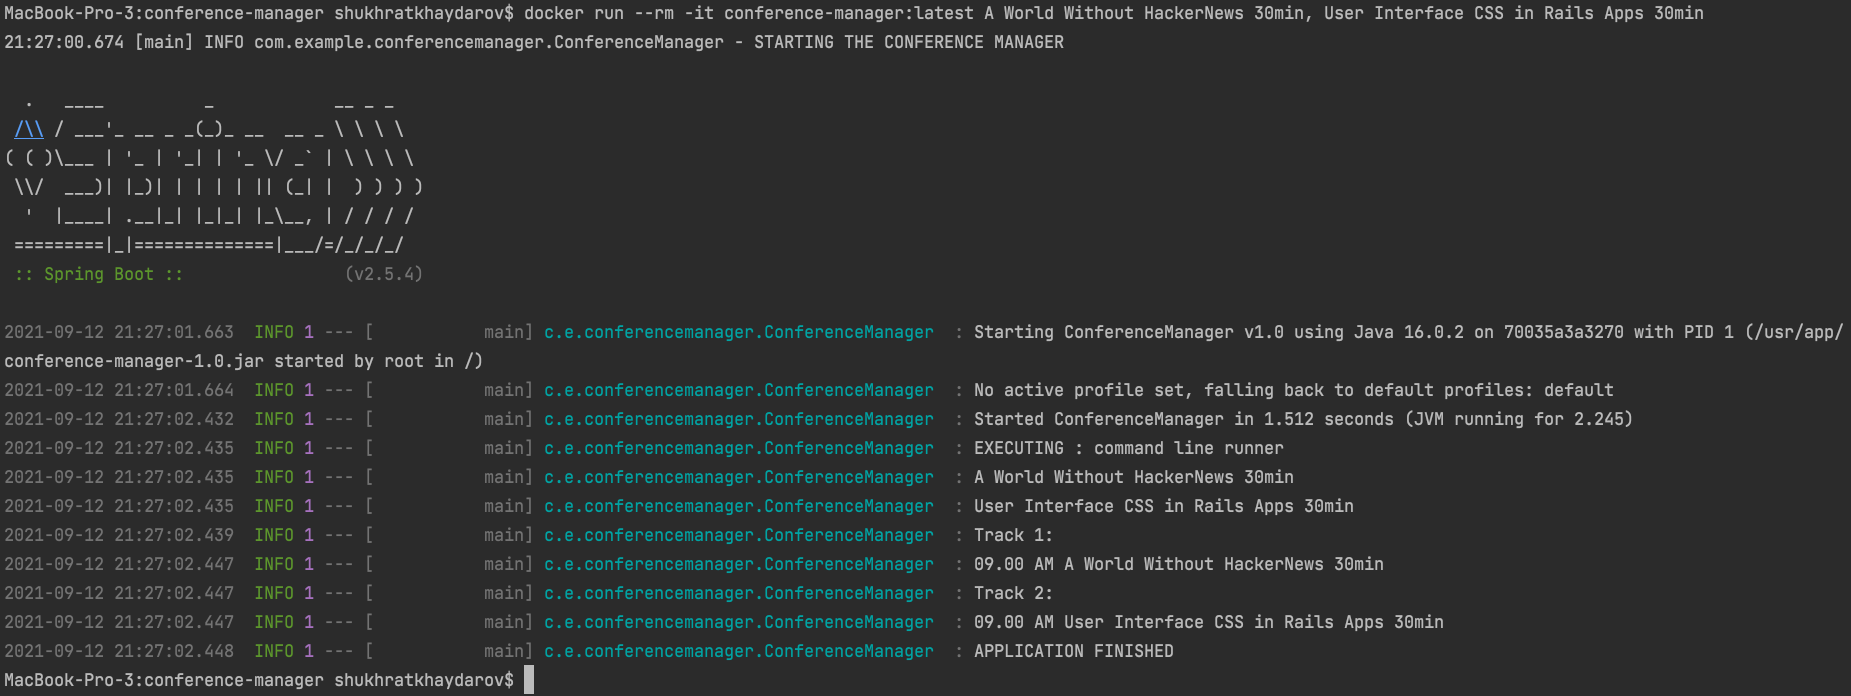 MacBook-Pro-3:conference-manager shukhratkhaydarov$ docker run --rm -it conference-manager:latest A World Without HackerNews 30min, User Interface CSS in Rails Apps 30min
21:27:00.674 [main] INFO com.example.conferencemanager.ConferenceManager - STARTING THE CONFERENCE MANAGER
  .   ____          _            __ _ _
 /\\ / ___'_ __ _ _(_)_ __  __ _ \ \ \ \
( ( )\___ | '_ | '_| | '_ \/ _` | \ \ \ \
 \\/  ___)| |_)| | | | | || (_| |  ) ) ) )
  '  |____| .__|_| |_|_| |_\__, | / / / /
 =========|_|==============|___/=/_/_/_/
 :: Spring Boot ::                (v2.5.4)
2021-09-12 21:27:01.663  INFO 1 --- [           main] c.e.conferencemanager.ConferenceManager  : Starting ConferenceManager v1.0 using Java 16.0.2 on 70035a3a3270 with PID 1 (/usr/app/
conference-manager-1.0.jar started by root in /)
2021-09-12 21:27:01.664  INFO 1 --- [           main] c.e.conferencemanager.ConferenceManager  : No active profile set, falling back to default profiles: default
2021-09-12 21:27:02.432  INFO 1 --- [           main] c.e.conferencemanager.ConferenceManager  : Started ConferenceManager in 1.512 seconds (JVM running for 2.245)
2021-09-12 21:27:02.435  INFO 1 --- [           main] c.e.conferencemanager.ConferenceManager  : EXECUTING : command line runner
2021-09-12 21:27:02.435  INFO 1 --- [           main] c.e.conferencemanager.ConferenceManager  : A World Without HackerNews 30min
2021-09-12 21:27:02.435  INFO 1 --- [           main] c.e.conferencemanager.ConferenceManager  : User Interface CSS in Rails Apps 30min
2021-09-12 21:27:02.439  INFO 1 --- [           main] c.e.conferencemanager.ConferenceManager  : Track 1:
2021-09-12 21:27:02.447  INFO 1 --- [           main] c.e.conferencemanager.ConferenceManager  : 09.00 AM A World Without HackerNews 30min
2021-09-12 21:27:02.447  INFO 1 --- [           main] c.e.conferencemanager.ConferenceManager  : Track 2:
2021-09-12 21:27:02.447  INFO 1 --- [           main] c.e.conferencemanager.ConferenceManager  : 09.00 AM User Interface CSS in Rails Apps 30min
2021-09-12 21:27:02.448  INFO 1 --- [           main] c.e.conferencemanager.ConferenceManager  : APPLICATION FINISHED
MacBook-Pro-3:conference-manager shukhratkhaydarov$